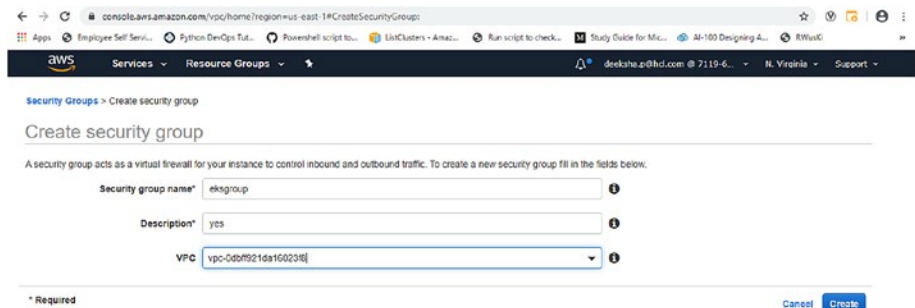 console.aws.amazon.com/vpc/home?region=us-east-1#CreateSecurityGroup:
Apps Employee Self Servi... Python DevOps Tut... Powershell script to... ListClusters - Amaz... Run script to check... Study Guide for Mic... AI-100 Designing A... RWustl »
aws Services Resource Groups deeksha.p@hcl.com @ 7119-6... N. Virginia Support
Security Groups > Create security group
Create security group
A security group acts as a virtual firewall for your instance to control inbound and outbound traffic. To create a new security group fill in the fields below.
Security group name* eksgroup
Description* yes
VPC vpc-0dbff921da16023f8
* Required Cancel Create